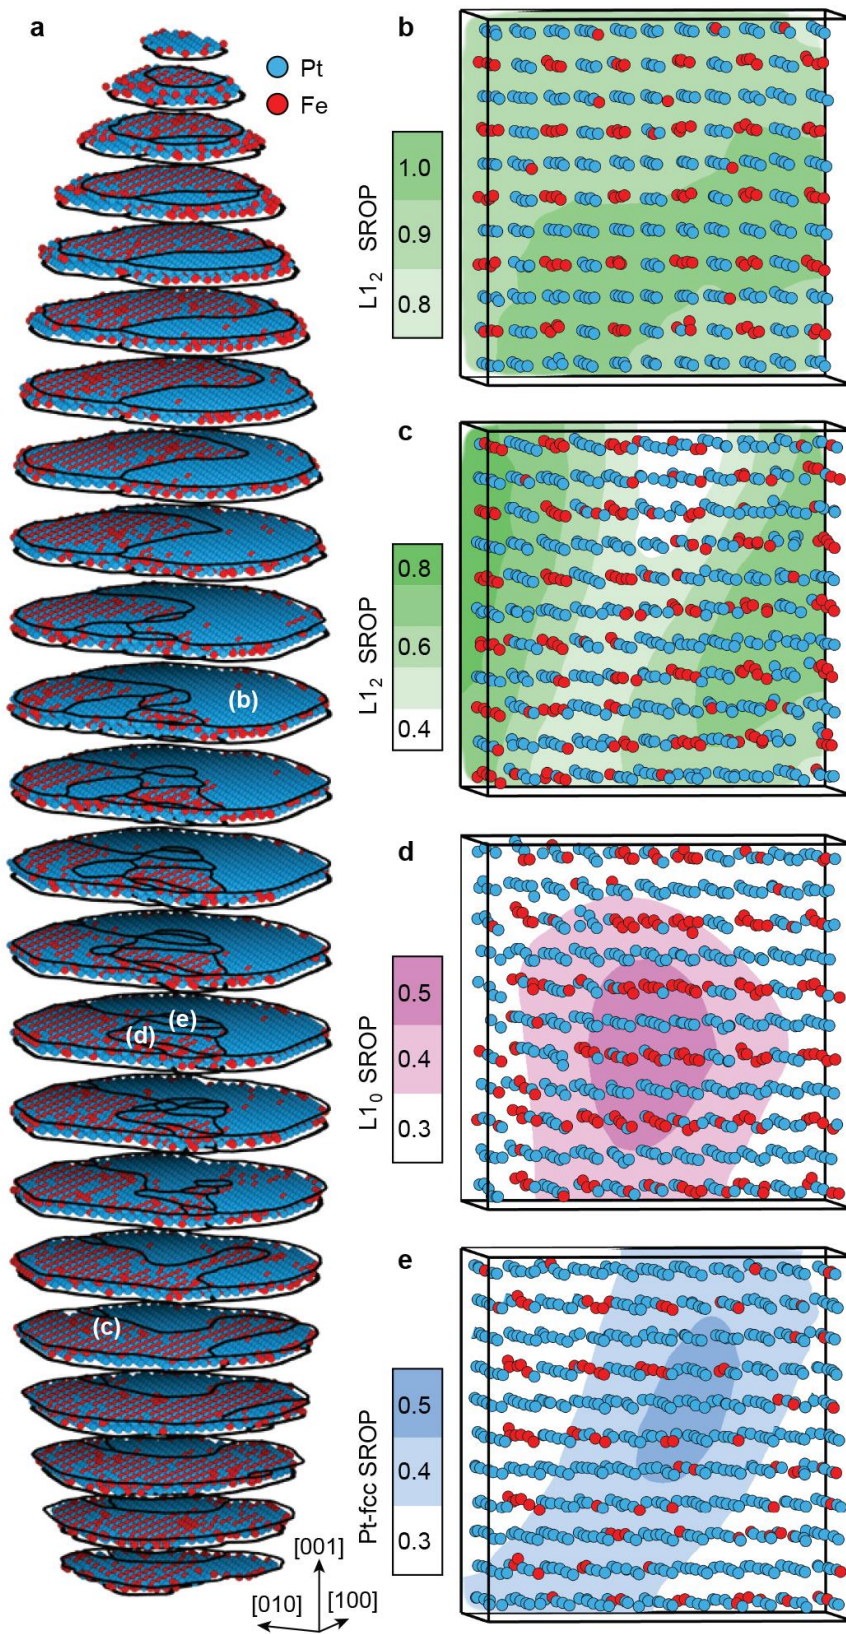 a
Pt
Fe
(b)
(e)
(d)
(c)
[001]
[010]
[100]
b
L1₂ SROP
1.0
0.9
0.8
c
L1₂ SROP
0.8
0.6
0.4
d
L1₀ SROP
0.5
0.4
0.3
e
Pt-fcc SROP
0.5
0.4
0.3